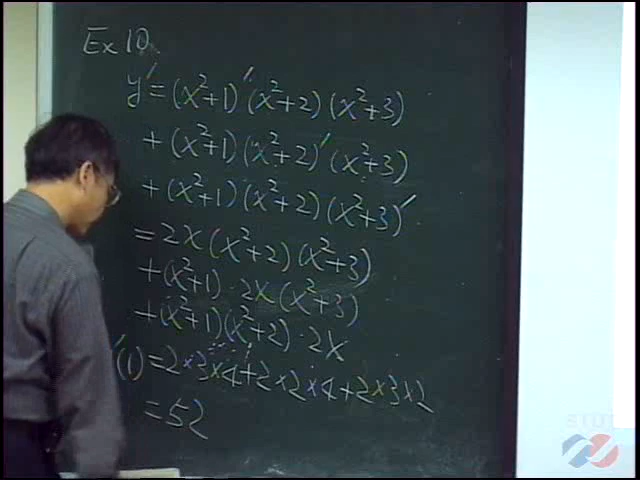 Ex 10.
y' = (x²+1)'(x²+2)(x²+3)
+ (x²+1)(x²+2)'(x²+3)
+ (x²+1)(x²+2)(x²+3)'
= 2x(x²+2)(x²+3)
+ (x²+1)·2x(x²+3)
+ (x²+1)(x²+2)·2x
'(1) = 2×3×4+2×2×4+2×3×2
= 52